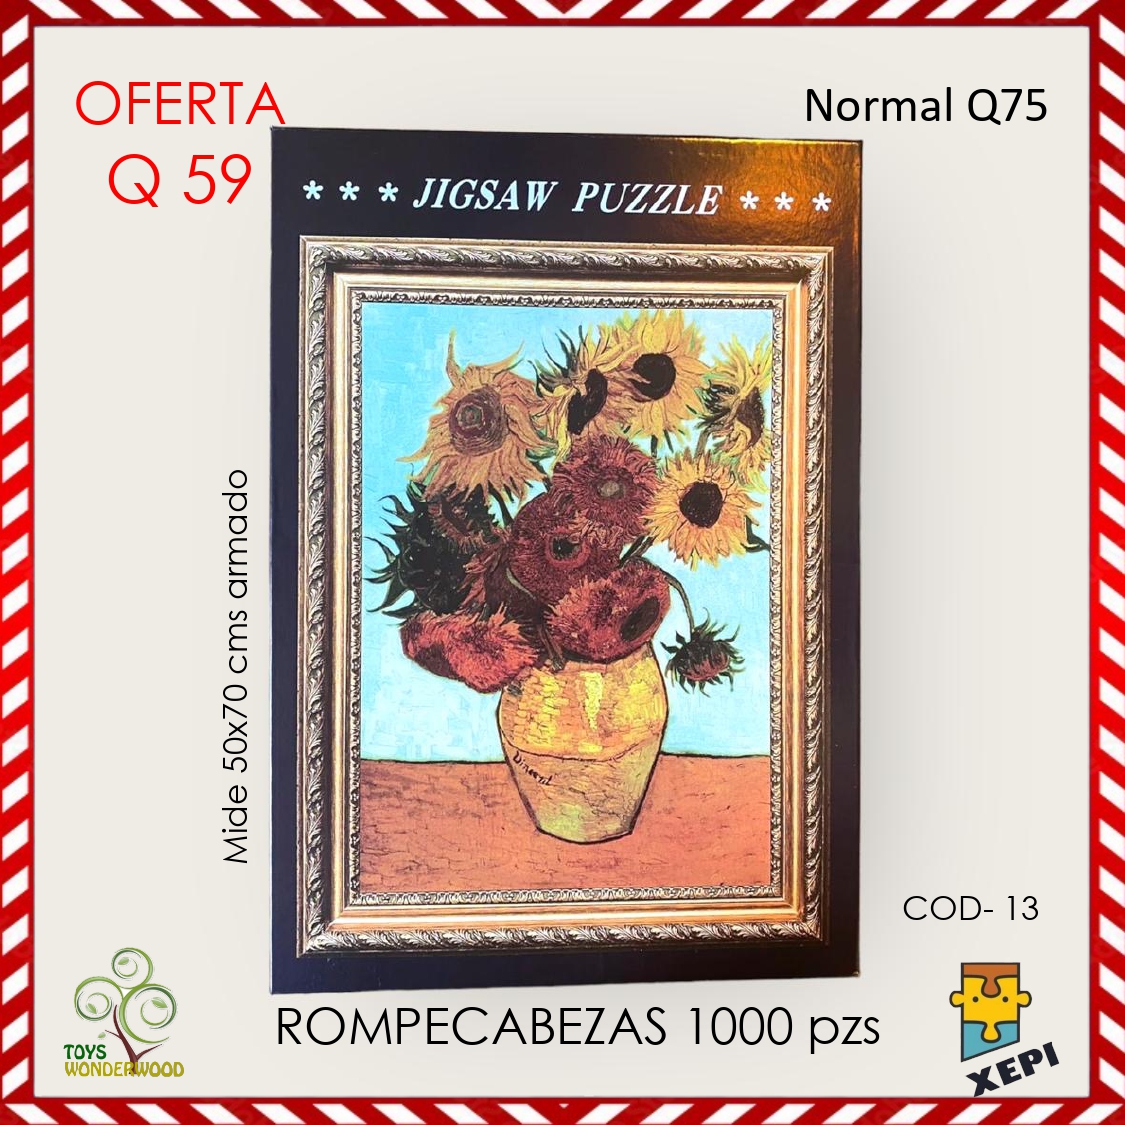 OFERTA
Q 59
Normal Q75
* * * JIGSAW PUZZLE * * *
Mide 50x70 cms armado
Vincent
COD- 13
ROMPECABEZAS 1000 pzs
TOYS
WONDERWOOD
XEPI